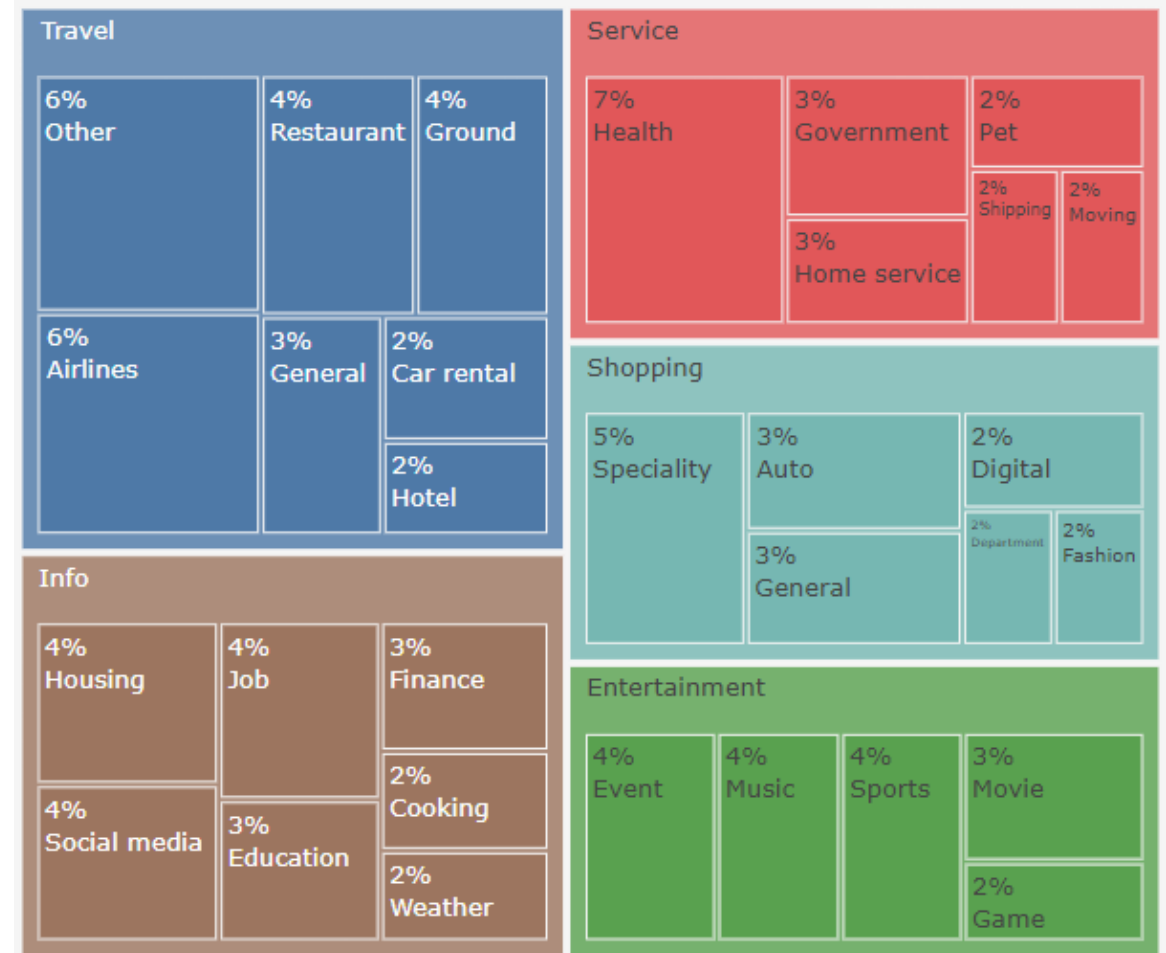 Travel
6%
Other
4%
Restaurant
4%
Ground
6%
Airlines
3%
General
2%
Car rental
2%
Hotel
Service
7%
Health
3%
Government
3%
Home service
2%
Pet
2%
Shipping
2%
Moving
Shopping
5%
Speciality
3%
Auto
3%
General
2%
Digital
2%
Department
2%
Fashion
Info
4%
Housing
4%
Social media
4%
Job
3%
Education
3%
Finance
2%
Cooking
2%
Weather
Entertainment
4%
Event
4%
Music
4%
Sports
3%
Movie
2%
Game